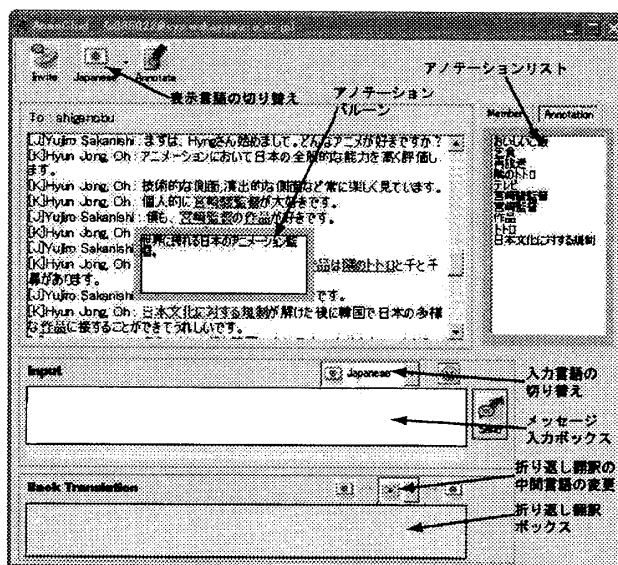 Invite Japanese Annotate
表示言語の切り替え
アノテーション
バルーン
アノテーションリスト
To : shigenobu
Member Annotation
[J]Yujiro Sakanishi : まずは、Hyngさん始めまして。どんなアニメが好きですか？
[K]Hyun Jong, Oh : アニメーションにおいて日本の全般的な能力を高く評価し
ます。
[K]Hyun Jong, Oh : 技術的な側面,演出的な側面など常に楽しく見ています。
[K]Hyun Jong, Oh : 個人的に宮崎駿監督が大好きです。
[J]Yujiro Sakanishi : 僕も、宮崎監督の作品が好きです。
[K]Hyun Jong, Oh
[J]Yujiro Sakanishi
[K]Hyun Jong, Oh 品は隣のトトロと千と千
尋があります。
[J]Yujiro Sakanishi です。
[K]Hyun Jong, Oh : 日本文化に対する規制が解けた後に韓国で日本の多様
な作品に接することができてうれしいです。
世界に誇れる日本のアニメーション監
督。
おいしいご飯
隣のトトロ
テレビ
宮崎駿監督
宮崎監督
作品
トトロ
日本文化に対する規制
Input
Japanese
入力言語の
切り替え
メッセージ
入力ボックス
Back Translation
折り返し翻訳の
中間言語の変更
折り返し翻訳
ボックス